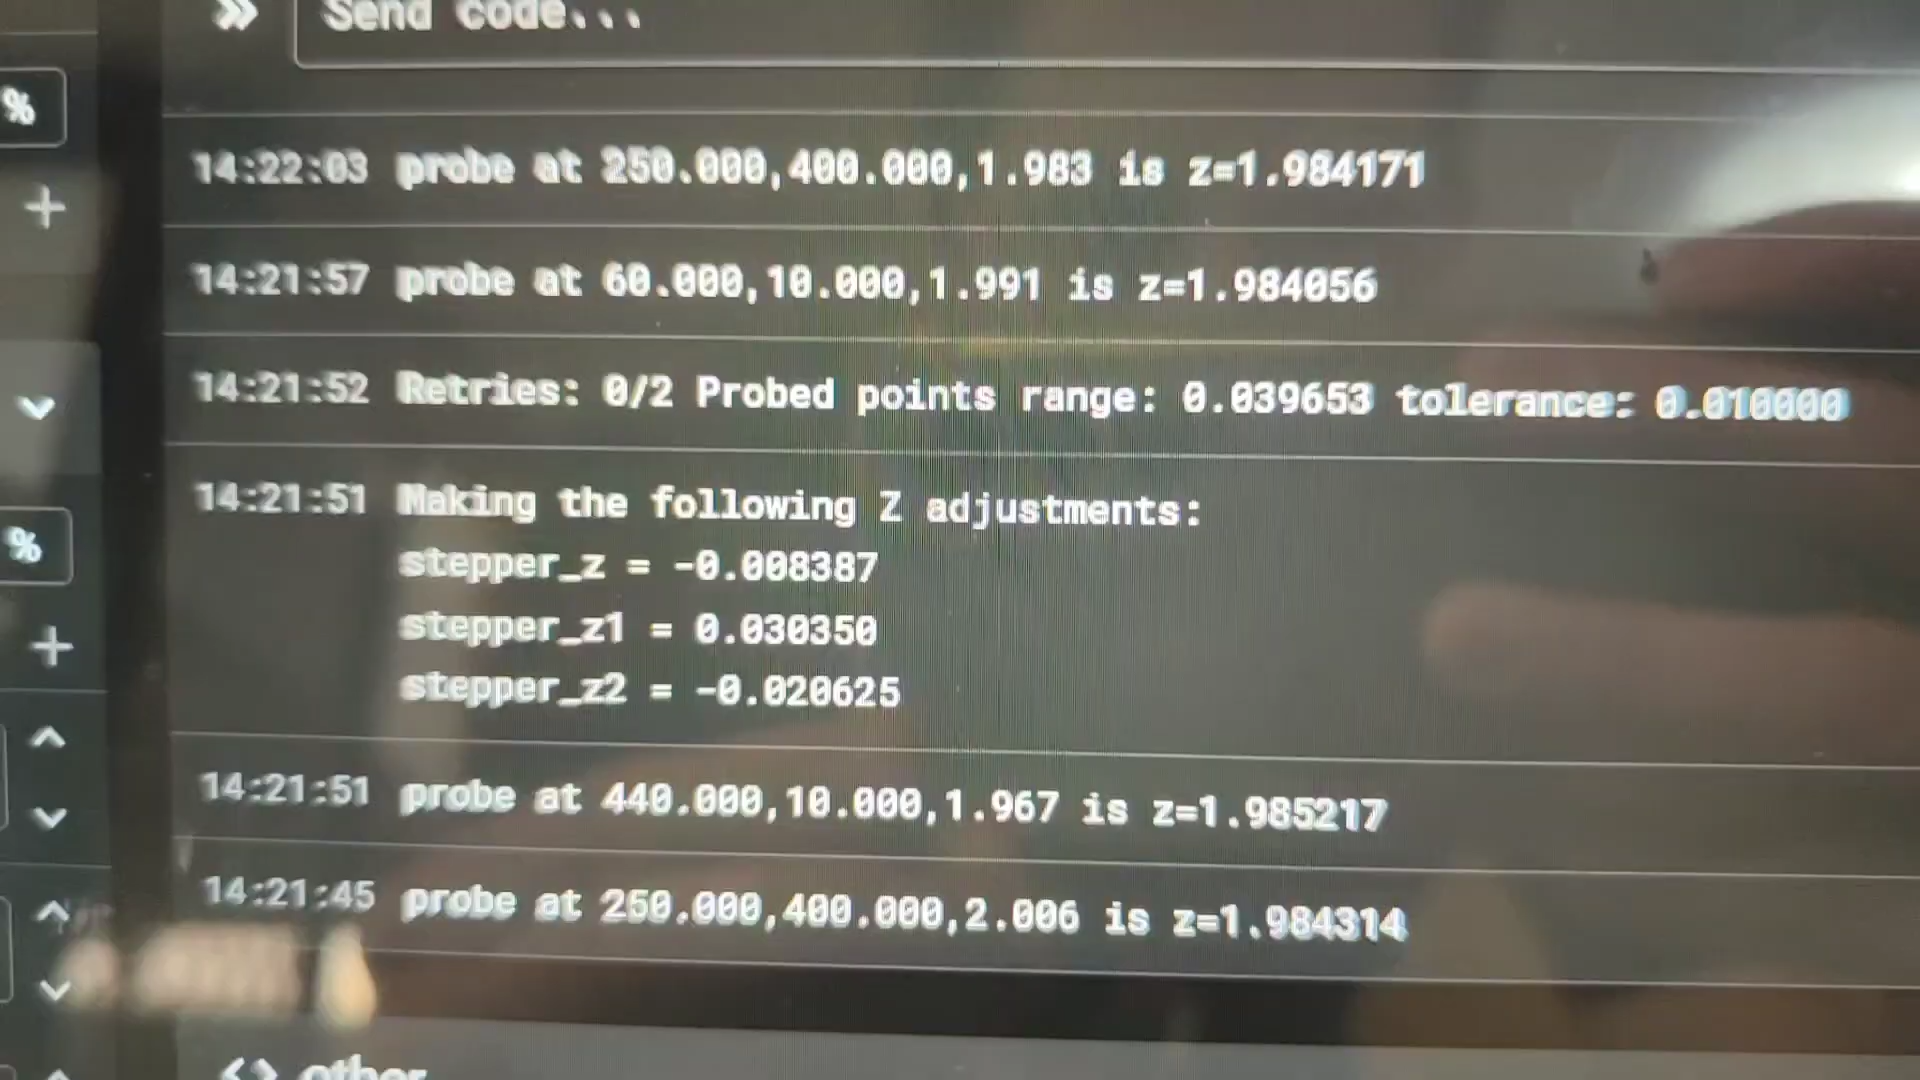 Send code...
%
14:22:03 probe at 250.000,400.000,1.983 is z=1.984171
14:21:57 probe at 60.000,10.000,1.991 is z=1.984056
14:21:52 Retries: 0/2 Probed points range: 0.039653 tolerance: 0.010000
14:21:51 Making the following Z adjustments:
%
stepper_z = -0.008387
stepper_z1 = 0.030350
stepper_z2 = -0.020625
14:21:51 probe at 440.000,10.000,1.967 is z=1.985217
14:21:45 probe at 250.000,400.000,2.006 is z=1.984314
other